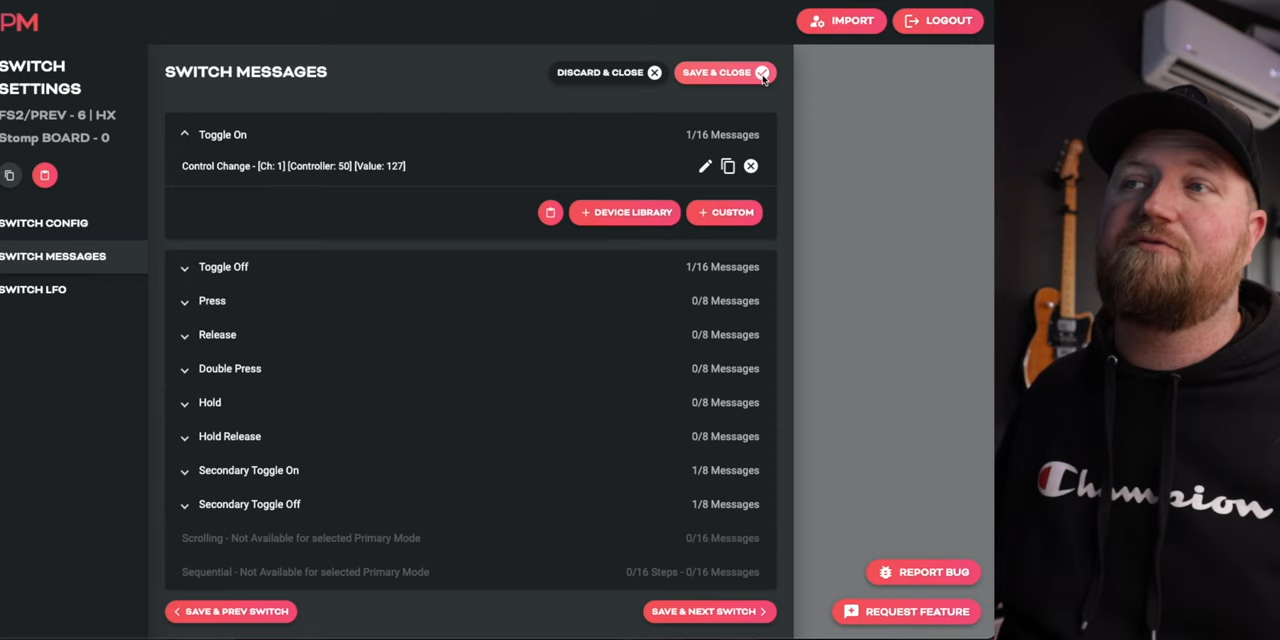 PM
IMPORT
LOGOUT
SWITCH
SETTINGS
FS2/PREV - 6 | HX
Stomp BOARD - 0
SWITCH CONFIG
SWITCH MESSAGES
SWITCH LFO
SWITCH MESSAGES
DISCARD & CLOSE
SAVE & CLOSE
Toggle On 1/16 Messages
Control Change - [Ch: 1] [Controller: 50] [Value: 127]
+ DEVICE LIBRARY
+ CUSTOM
Toggle Off 1/16 Messages
Press 0/8 Messages
Release 0/8 Messages
Double Press 0/8 Messages
Hold 0/8 Messages
Hold Release 0/8 Messages
Secondary Toggle On 1/8 Messages
Secondary Toggle Off 1/8 Messages
Scrolling - Not Available for selected Primary Mode 0/16 Messages
Sequential - Not Available for selected Primary Mode 0/16 Steps - 0/16 Messages
SAVE & PREV SWITCH
SAVE & NEXT SWITCH
REPORT BUG
REQUEST FEATURE
Champion